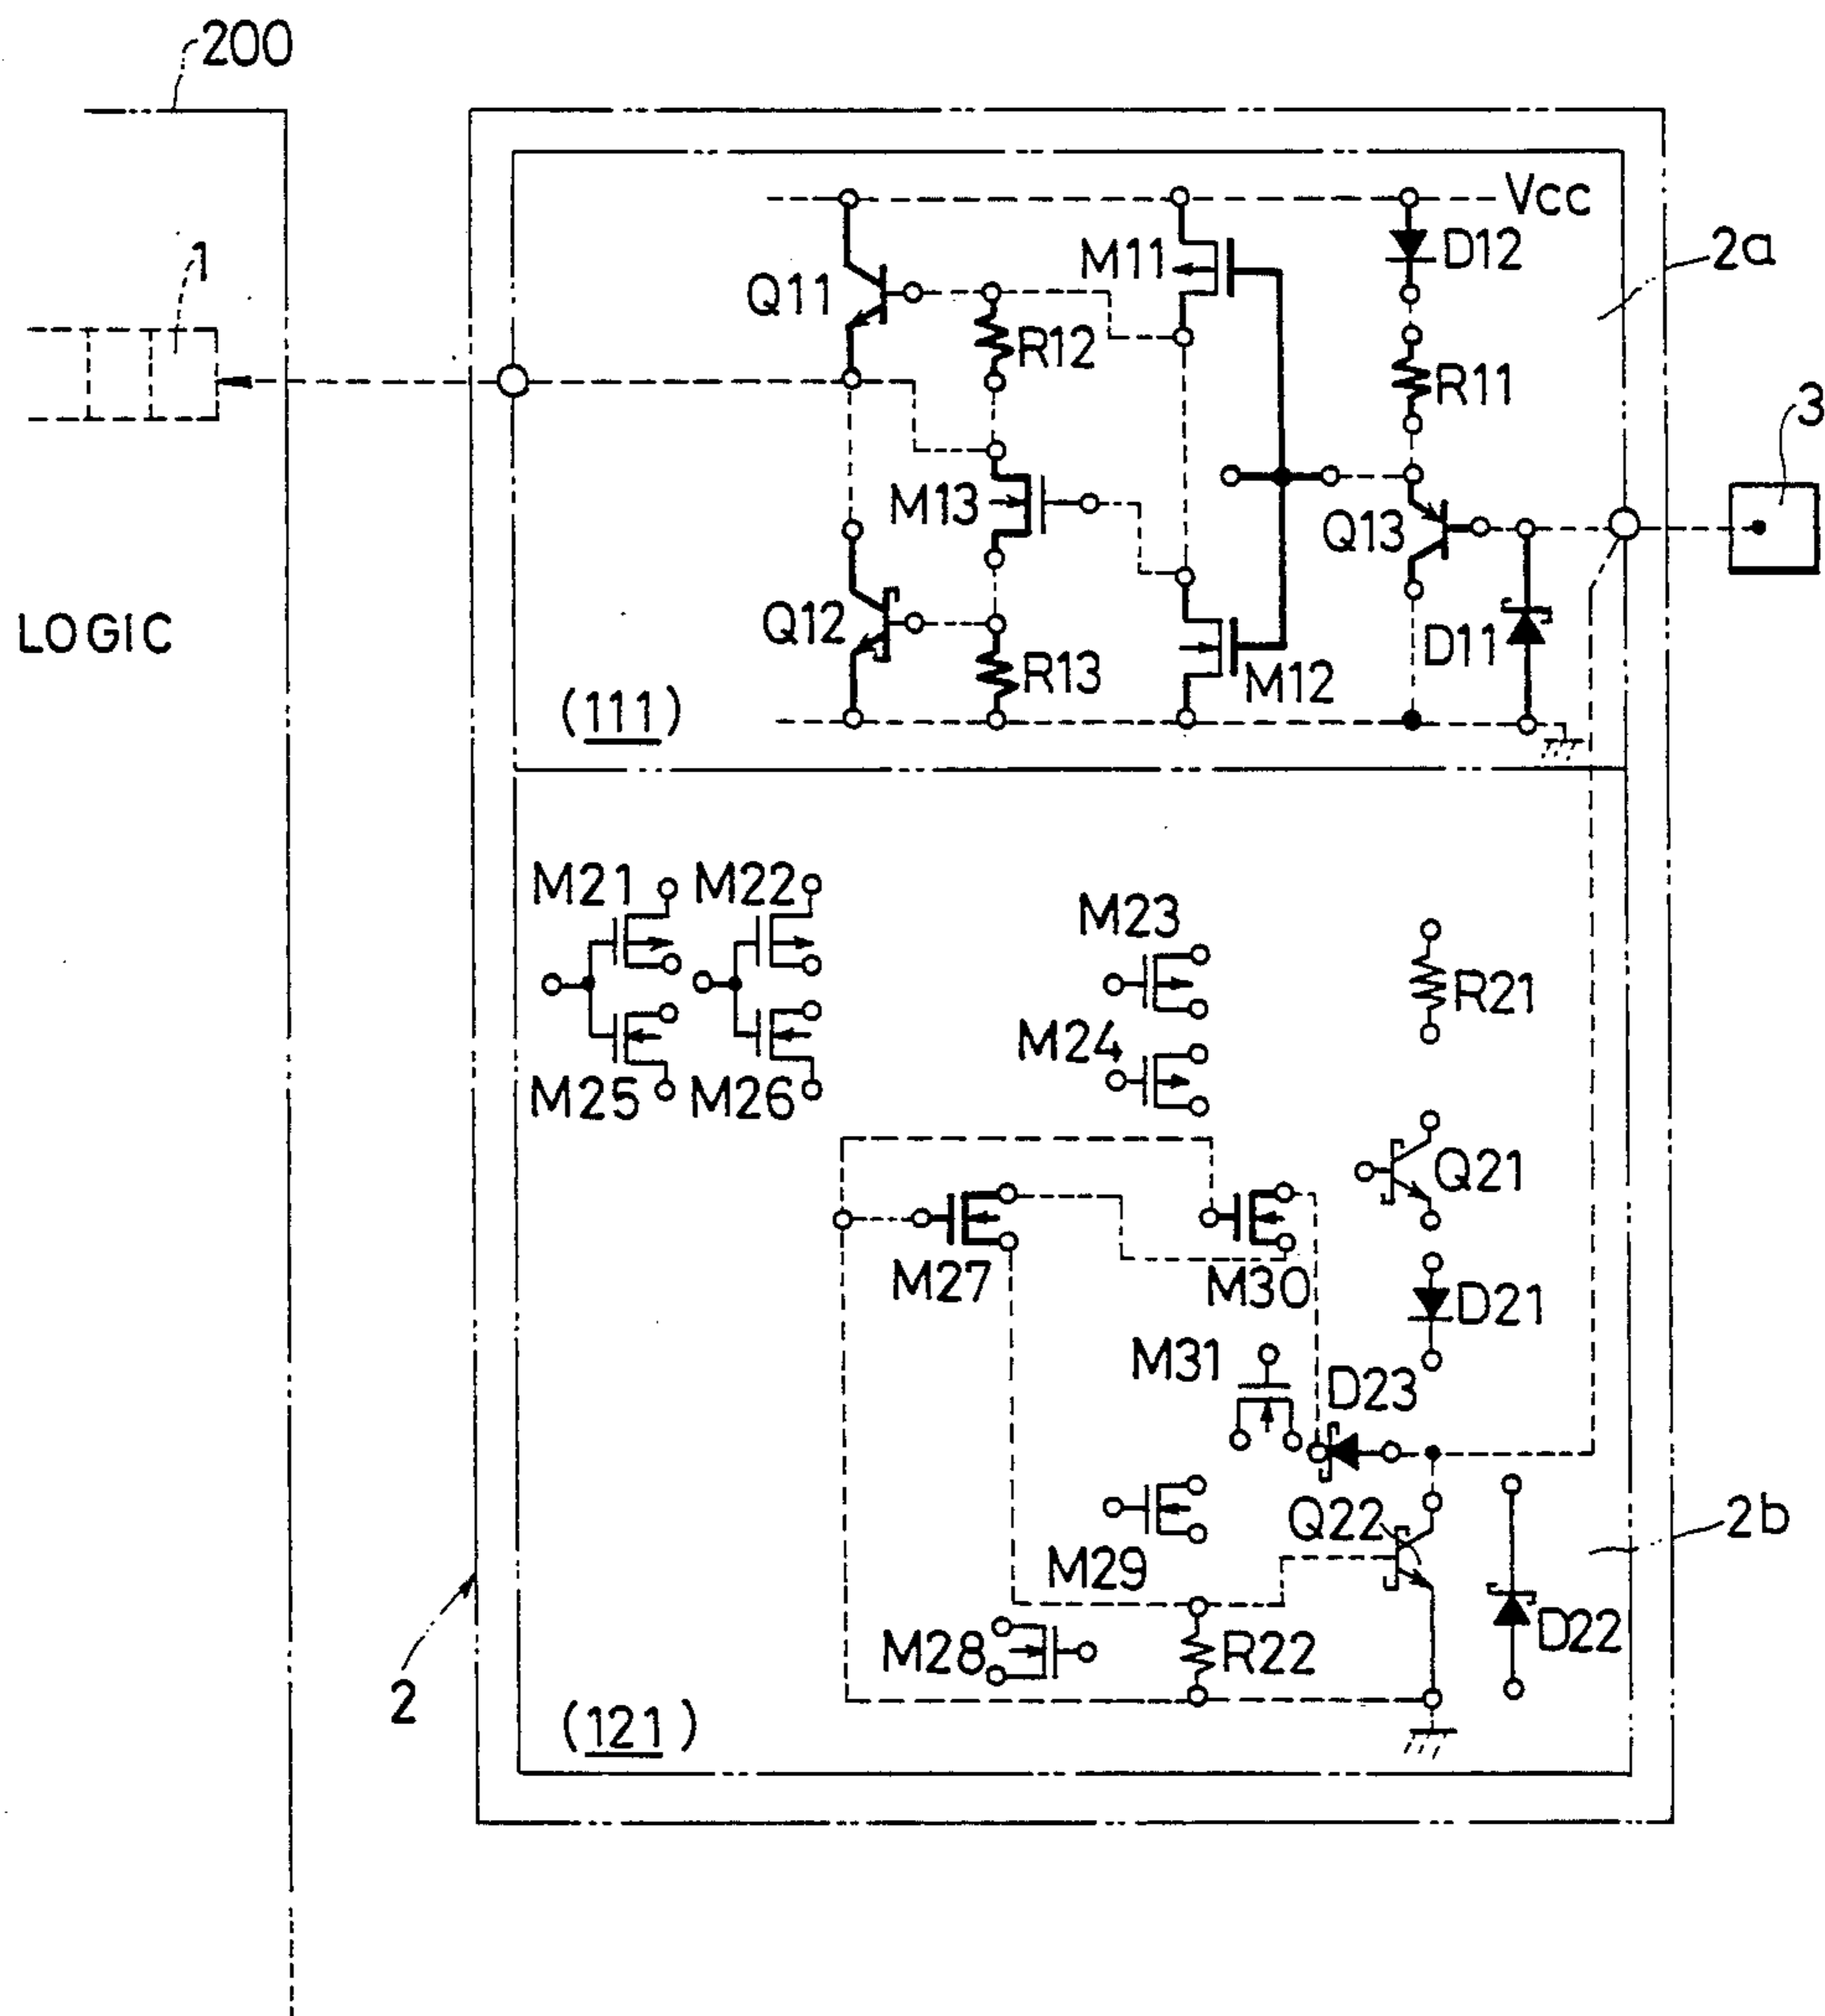 200
1
LOGIC
Vcc
D12
2a
M11
Q11
R12
R11
3
M13
Q13
Q12
R13
D11
M12
(111)
M21
M22
M23
R21
M24
M25
M26
Q21
M27
M30
D21
M31
D23
Q22
2b
M29
M28
R22
D22
2
(121)